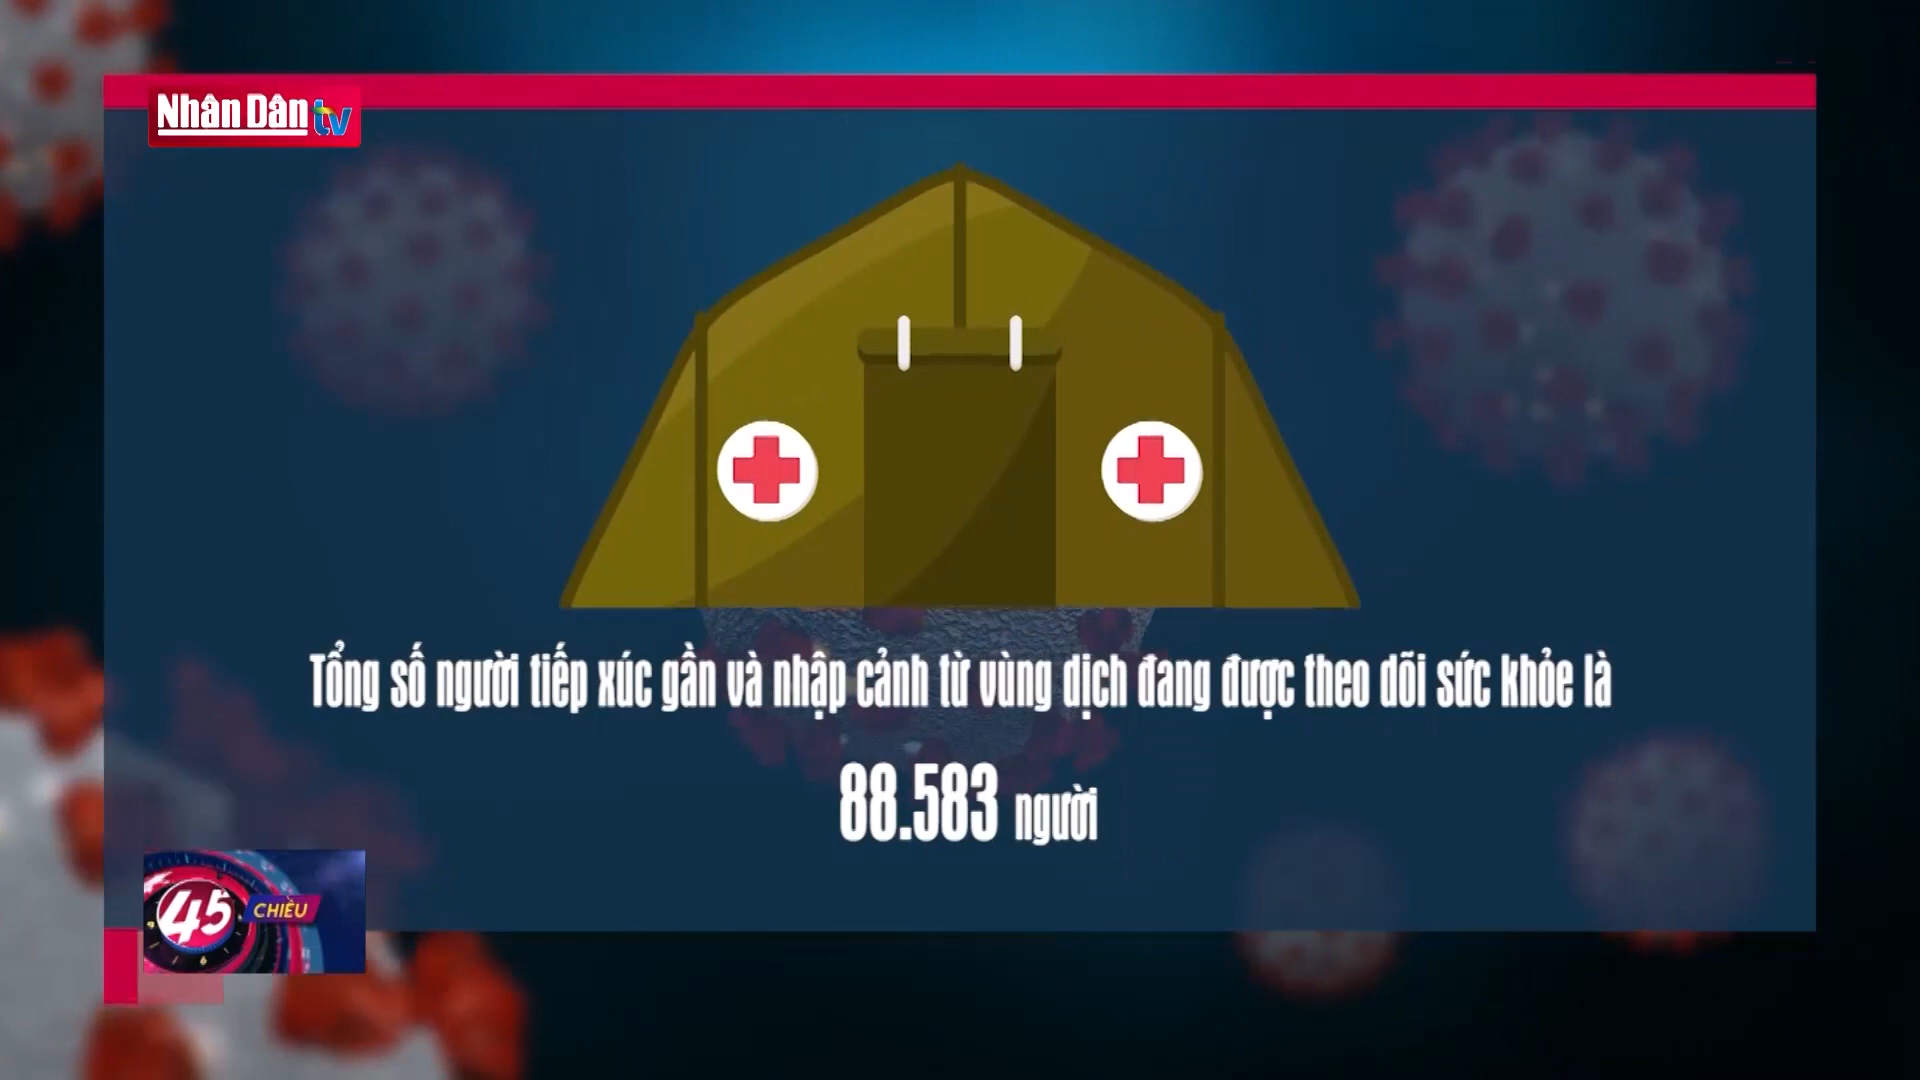 Nhân Dân tv
Tổng số người tiếp xúc gần và nhập cảnh từ vùng dịch đang được theo dõi sức khỏe là
88.583 người
45 CHIỀU